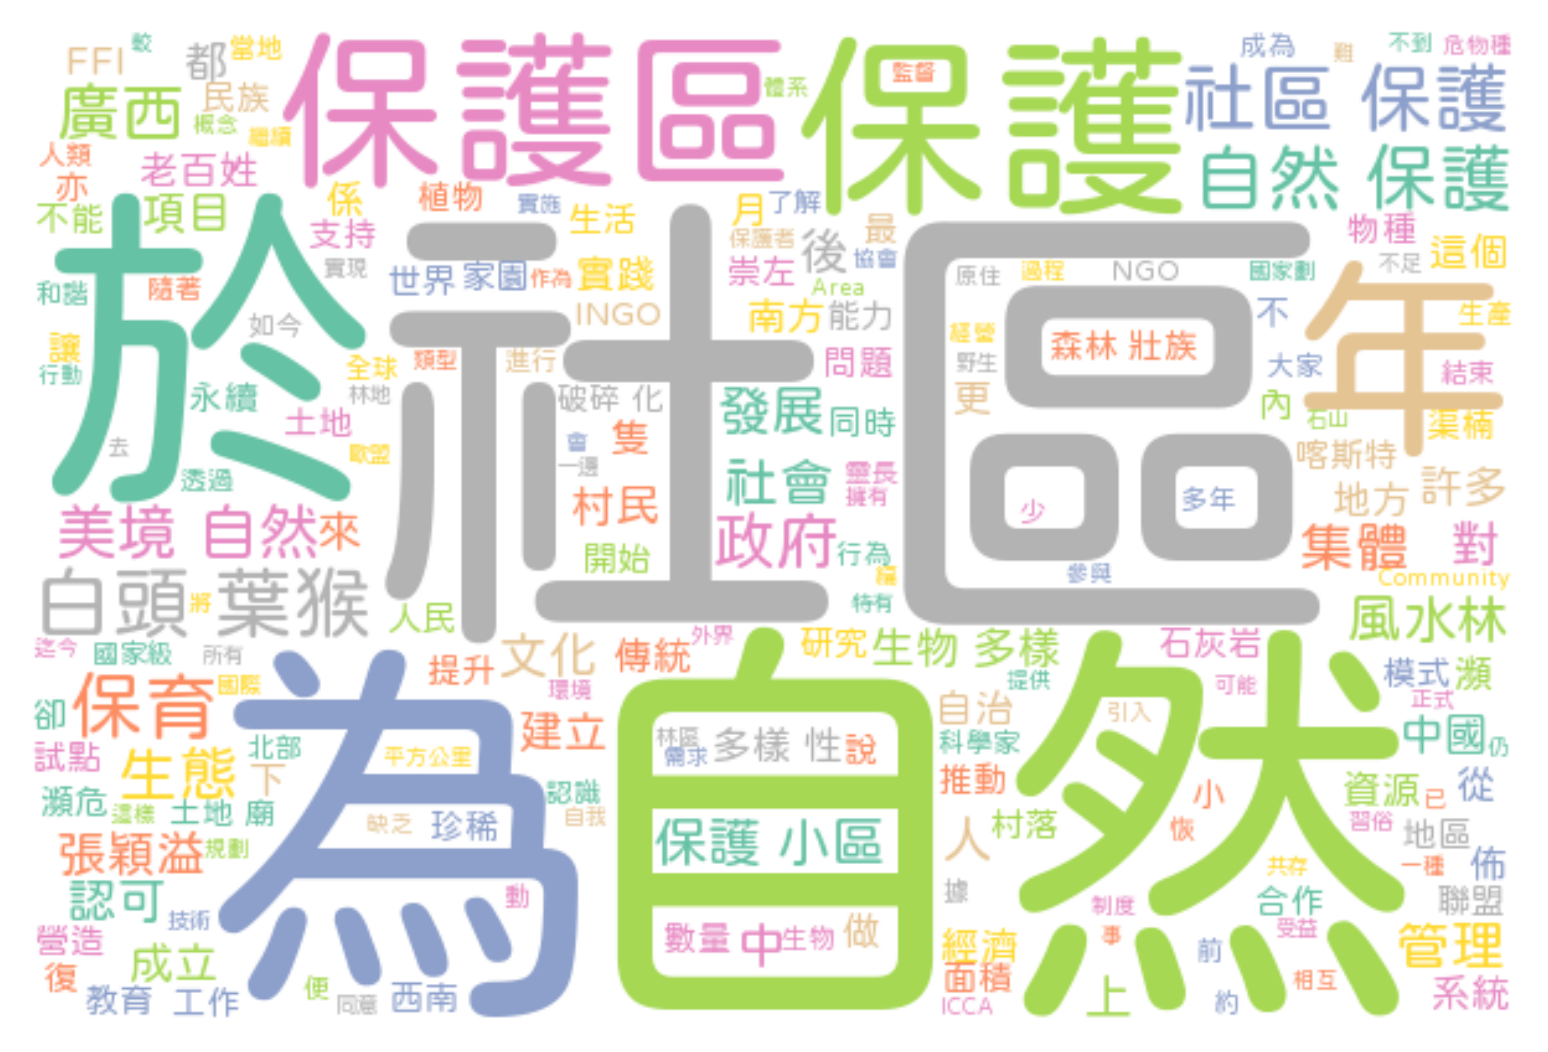 FFI
較
都
當地
保護區
保護
監督
體系
成為
難
不到
危物種
廣西
民族
概念
繼續
社區 保護
自然 保護
人類
亦
老百姓
不能
項目
係
植物
實施
生活
月
了解
保護者
後
最
協會
物種
不足
這個
支持
實現
世界
家園
作為
實踐
崇左
Area
原住
過程
NGO
國家劃
和諧
隨著
於
如今
社區
INGO
南方
能力
不
年
生產
讓
行動
全球
類型
進行
問題
經營
野生
森林 壯族
大家
結束
永續
林地
破碎 化
發展
同時
更
內
石山
渠楠
土地
去
歐盟
會
一邊
隻
喀斯特
透過
社會
靈長
擁有
少
多年
地方
許多
美境 自然
來
村民
政府
行為
開始
集體
對
參與
Community
白頭 葉猴
將
特有
人民
風水林
迄今
國家級
所有
提升
文化
傳統
外界
研究
生物 多樣
提供
石灰岩
可能
模式
瀕
正式
保育
國際
為
環境
自然
卻
北部
建立
林區
需求
多樣 性
說
自治
引入
科學家
中國
仍
試點
生態
下
平方公里
認識
推動
小
資源
已
從
瀕危
這樣
土地 廟
缺乏
珍稀
自我
保護 小區
村落
恢
習俗
地區
張穎溢
規劃
人
共存
一種
佈
認可
技術
動
據
制度
合作
聯盟
營造
成立
數量
中
生物
做
經濟
事
前
受益
管理
復
教育
工作
便
同意
西南
面積
ICCA
上
約
相互
系統